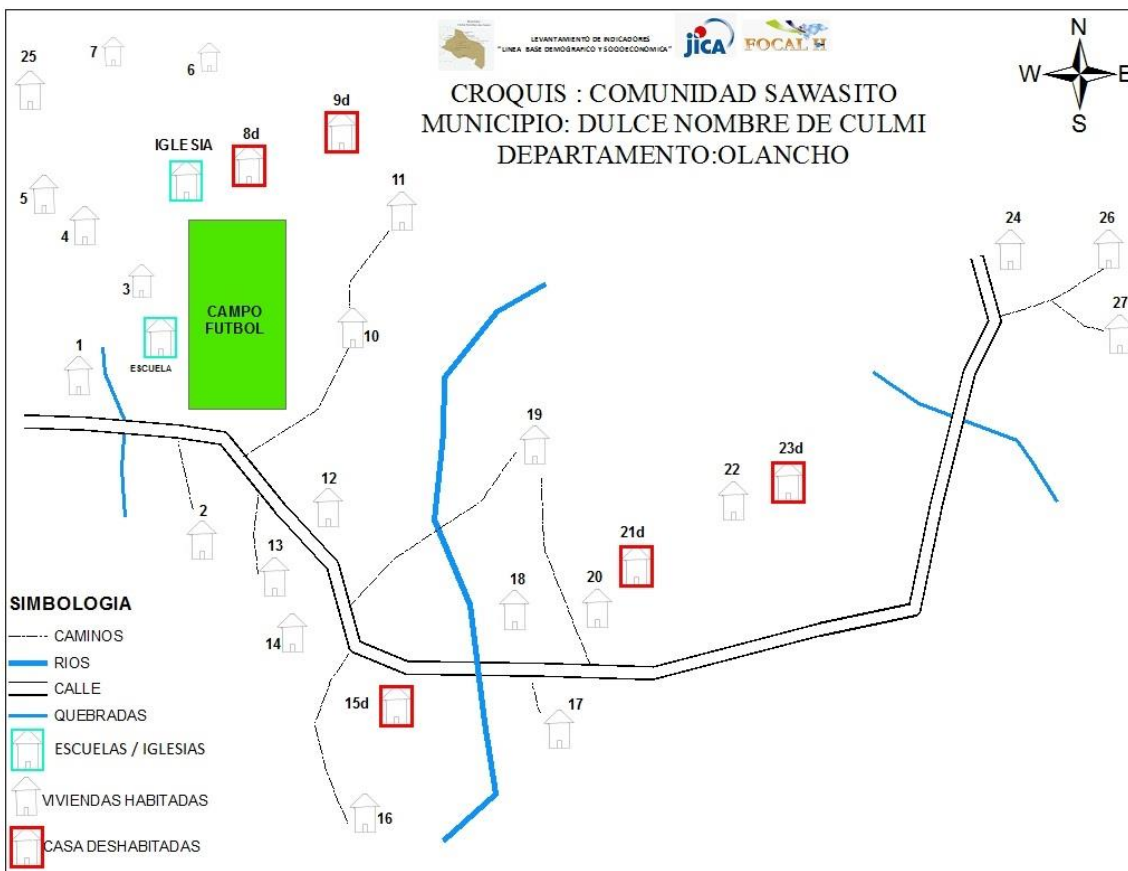 LEVANTAMIENTO DE INDICADORES
"LINEA BASE DEMOGRAFICO Y SOCIOECONOMICA"
JICA
FOCAL II
N
W E
S
CROQUIS : COMUNIDAD SAWASITO
MUNICIPIO: DULCE NOMBRE DE CULMI
DEPARTAMENTO:OLANCHO
25
7
6
9d
8d
IGLESIA
11
5
4
24
26
3
CAMPO
FUTBOL
10
27
1
ESCUELA
19
23d
22
12
2
21d
13
18
20
14
15d
17
16
SIMBOLOGIA
CAMINOS
RIOS
CALLE
QUEBRADAS
ESCUELAS / IGLESIAS
VIVIENDAS HABITADAS
CASA DESHABITADAS